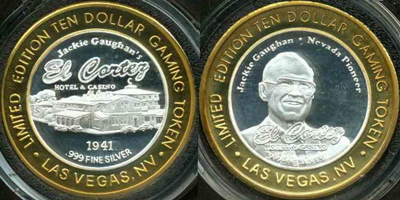 LIMITED EDITION TEN DOLLAR GAMING TOKEN
Jackie Gaughan's
El Cortez
HOTEL & CASINO
1941
.999 FINE SILVER
• LAS VEGAS, NV •
LIMITED EDITION TEN DOLLAR GAMING TOKEN
Jackie Gaughan • Nevada Pioneer
El Cortez
• LAS VEGAS, NV •